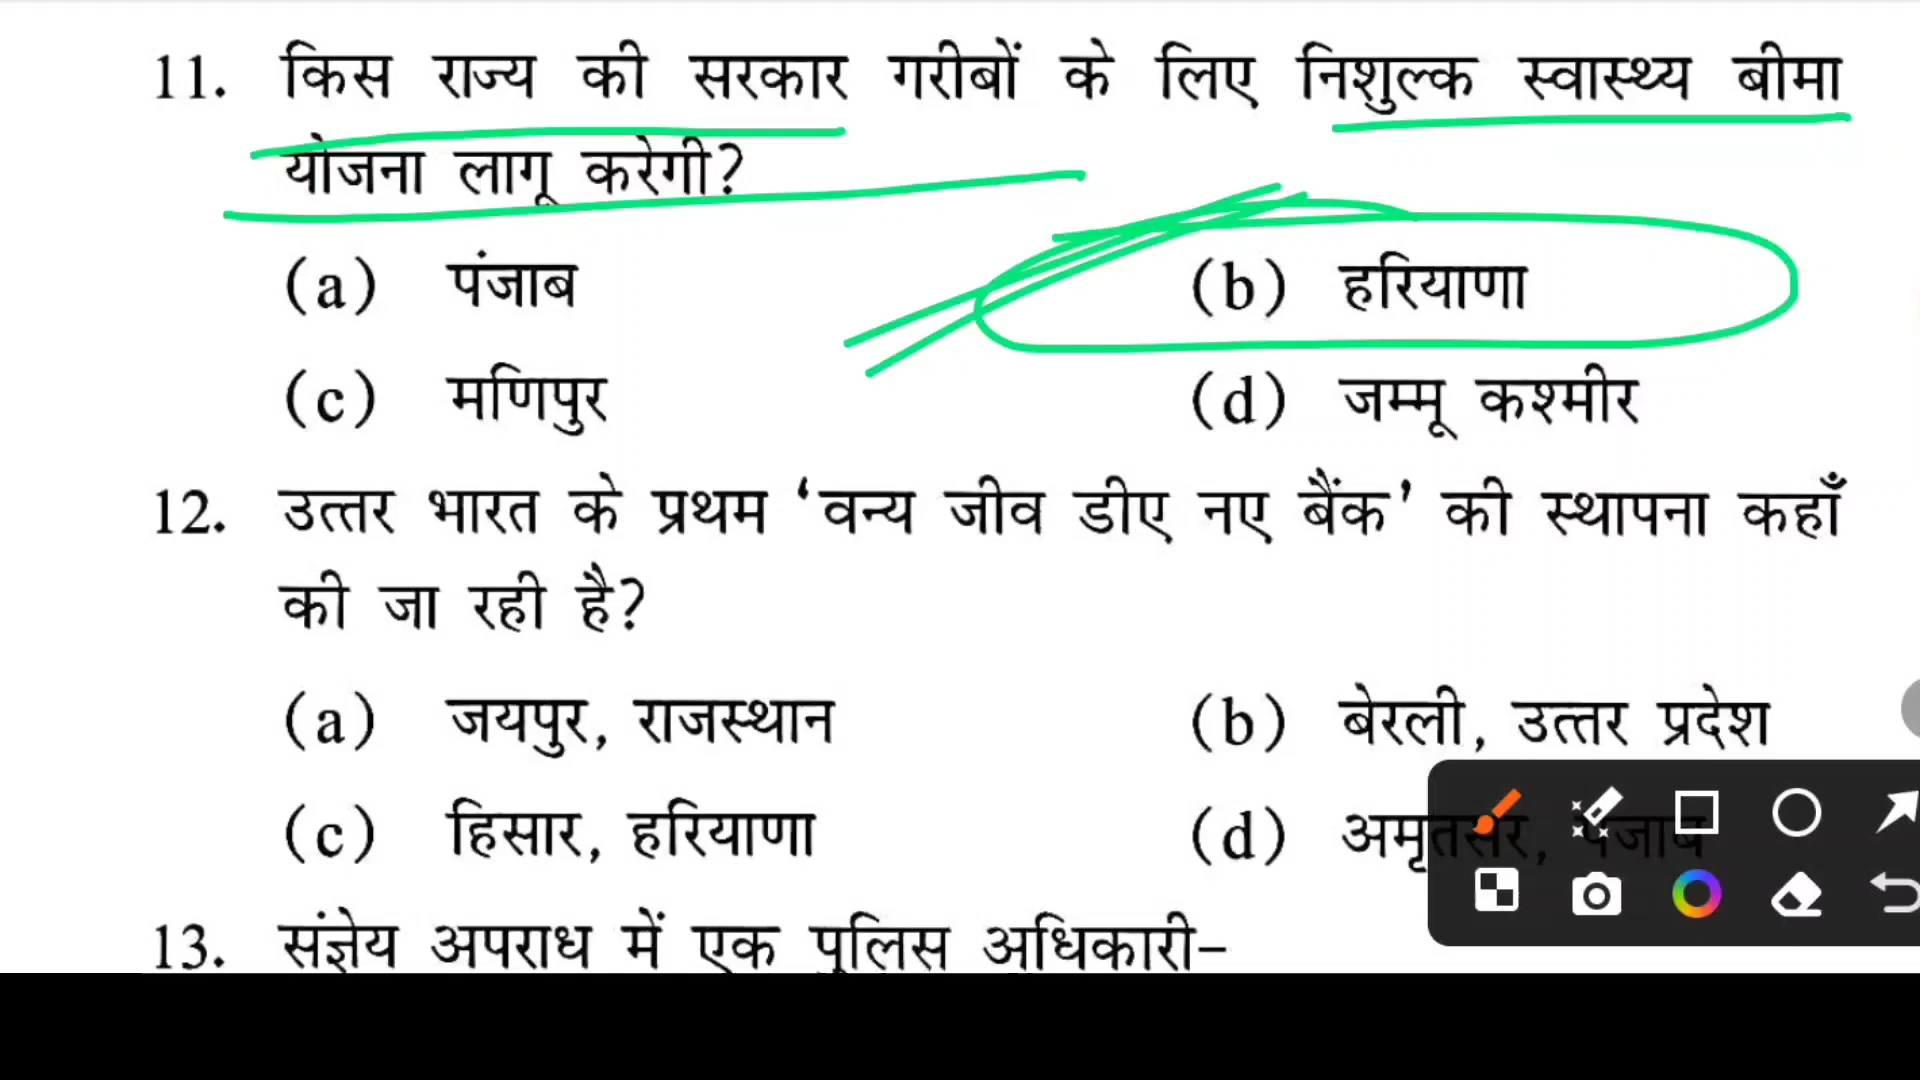 11. किस राज्य की सरकार गरीबों के लिए निशुल्क स्वास्थ्य बीमा
योजना लागू करेगी?
(a) पंजाब (b) हरियाणा
(c) मणिपुर (d) जम्मू कश्मीर
12. उत्तर भारत के प्रथम ‘वन्य जीव डीए नए बैंक’ की स्थापना कहाँ
की जा रही है?
(a) जयपुर, राजस्थान (b) बेरली, उत्तर प्रदेश
(c) हिसार, हरियाणा (d) अमृतसर, पंजाब
13. संज्ञेय अपराध में एक पुलिस अधिकारी–